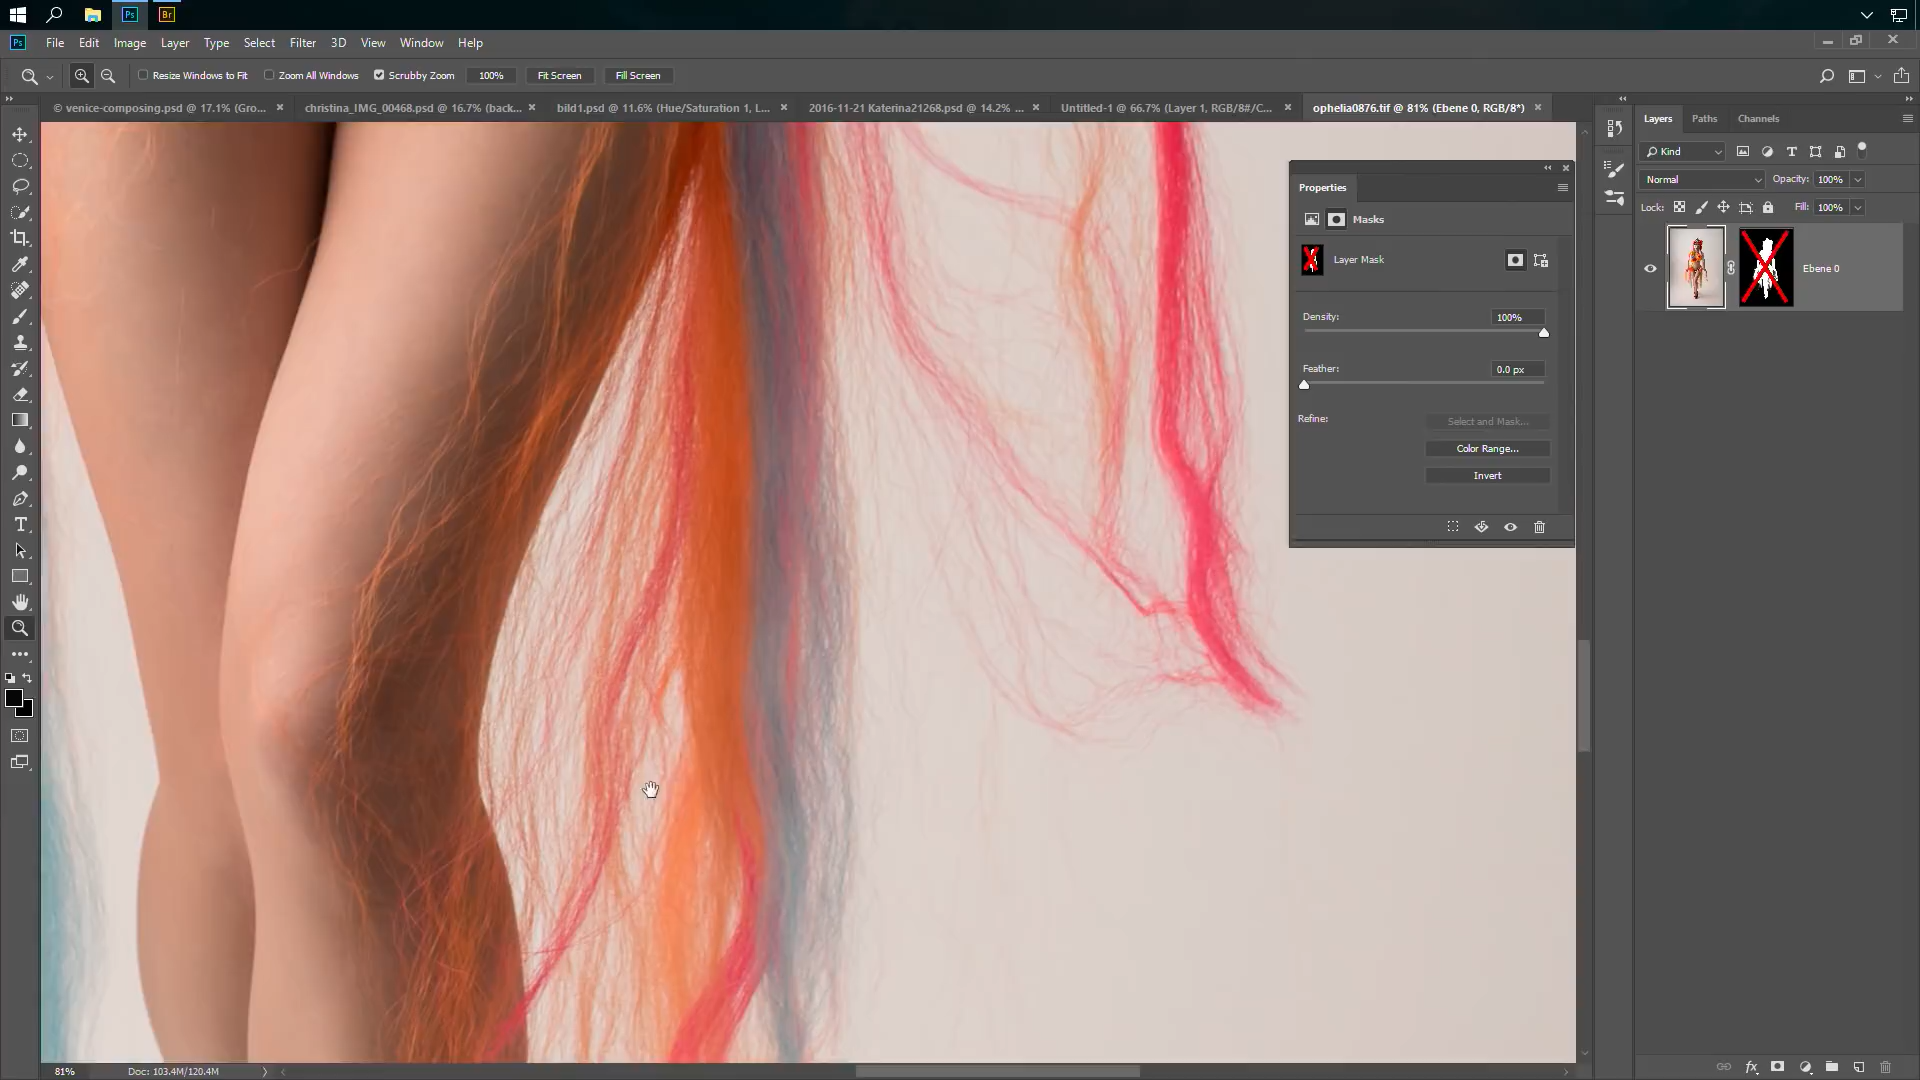 Ps
Br
Ps File Edit Image Layer Type Select Filter 3D View Window Help
Resize Windows to Fit Zoom All Windows Scrubby Zoom 100% Fit Screen Fill Screen
© venice-composing.psd @ 17.1% (Gro... christina_IMG_00468.psd @ 16.7% (back... bild1.psd @ 11.6% (Hue/Saturation 1, L... 2016-11-21 Katerina21268.psd @ 14.2% ... Untitled-1 @ 66.7% (Layer 1, RGB/8#/C... ophelia0876.tif @ 81% (Ebene 0, RGB/8*)
Layers Paths Channels
Kind
Normal Opacity: 100%
Lock: Fill: 100%
Ebene 0
Properties
Masks
Layer Mask
Density: 100%
Feather: 0.0 px
Refine: Select and Mask...
Color Range...
Invert
81% Doc: 103.4M/120.4M